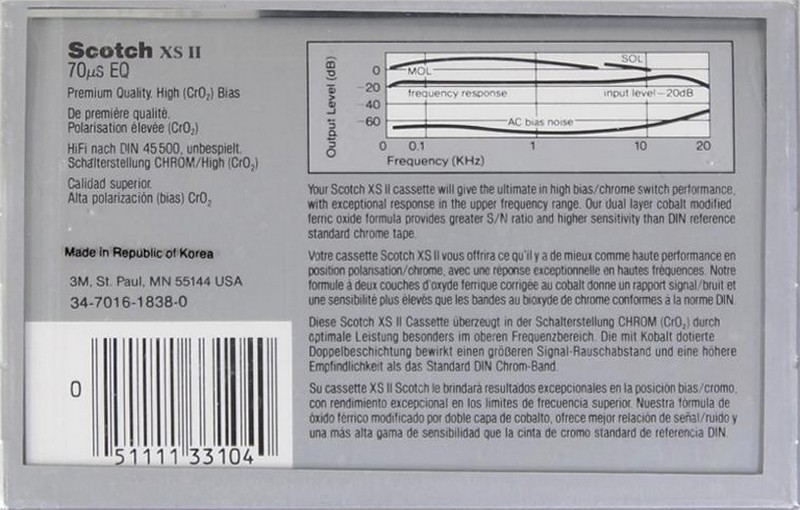 Scotch XS II
70µS EQ
Premium Quality. High (CrO₂) Bias
De première qualité.
Polarisation élevée (CrO₂)
HiFi nach DIN 45500, unbespielt.
Schalterstellung CHROM/High (CrO₂)
Calidad superior.
Alta polarización (bias) CrO₂
Made in Republic of Korea
3M, St. Paul, MN 55144 USA
34-7016-1838-0
0
51111 33104
Output Level (dB)
0
-20
-40
-60
MOL
SOL
frequency response
input level-20dB
AC bias noise
0 0.1 1 10 20
Frequency (KHz)
Your Scotch XS II cassette will give the ultimate in high bias/chrome switch performance,
with exceptional response in the upper frequency range. Our dual layer cobalt modified
ferric oxide formula provides greater S/N ratio and higher sensitivity than DIN reference
standard chrome tape.
Votre cassette Scotch XS II vous offrira ce qu'il y a de mieux comme haute performance en
position polarisation/chrome, avec une réponse exceptionnelle en hautes fréquences. Notre
formule à deux couches d'oxyde ferrique corrigée au cobalt donne un rapport signal/bruit et
une sensibilité plus élevés que les bandes au bioxyde de chrome conformes à la norme DIN.
Diese Scotch XS II Cassette überzeugt in der Schalterstellung CHROM (CrO₂) durch
optimale Leistung besonders im oberen Frequenzbereich. Die mit Kobalt dotierte
Doppelbeschichtung bewirkt einen größeren Signal-Rauschabstand und eine höhere
Empfindlichkeit als das Standard DIN Chrom-Band.
Su cassette XS II Scotch le brindará resultados excepcionales en la posición bias/cromo,
con rendimiento excepcional en los limites de frecuencia superior. Nuestra fórmula de
óxido férrico modificado por doble capa de cobalto, ofrece mejor relación de señal/ruido y
una más alta gama de sensibilidad que la cinta de cromo standard de referencia DIN.